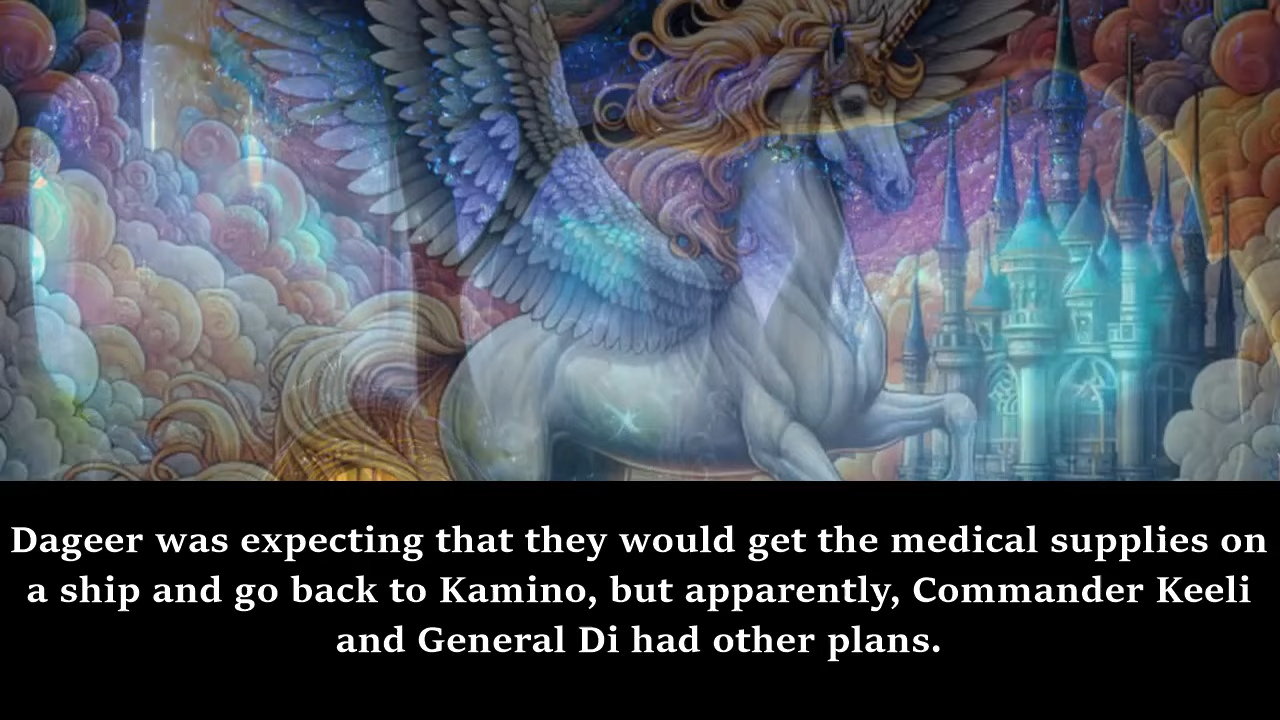 Dageer was expecting that they would get the medical supplies on
a ship and go back to Kamino, but apparently, Commander Keeli
and General Di had other plans.